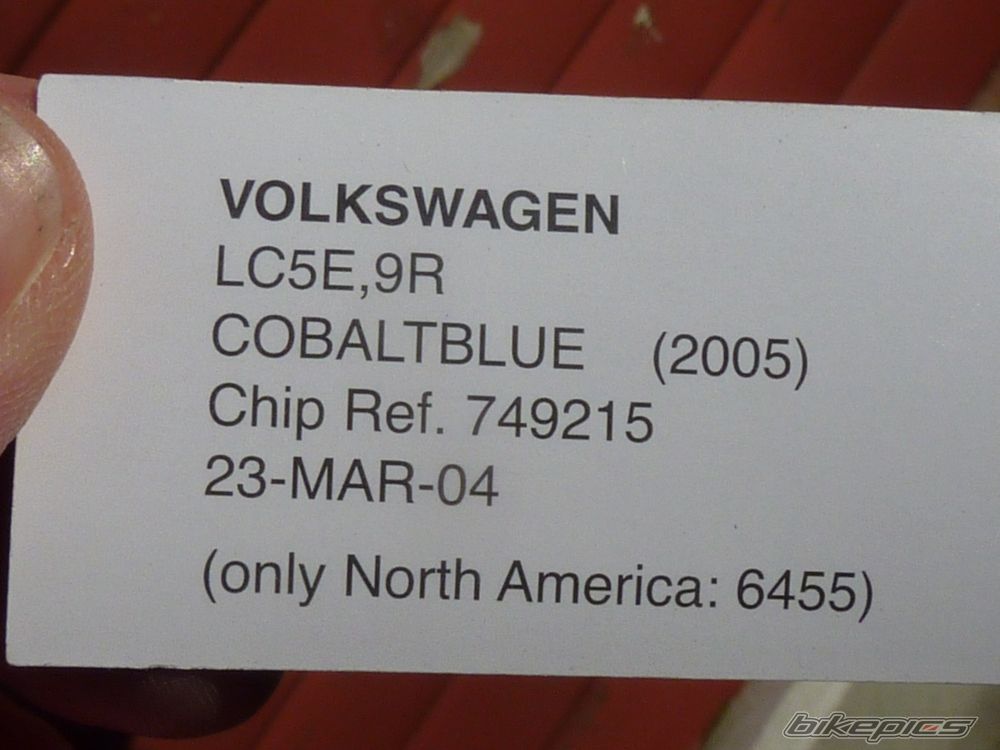 VOLKSWAGEN
LC5E,9R
COBALTBLUE (2005)
Chip Ref. 749215
23-MAR-04
(only North America: 6455)
bikepics